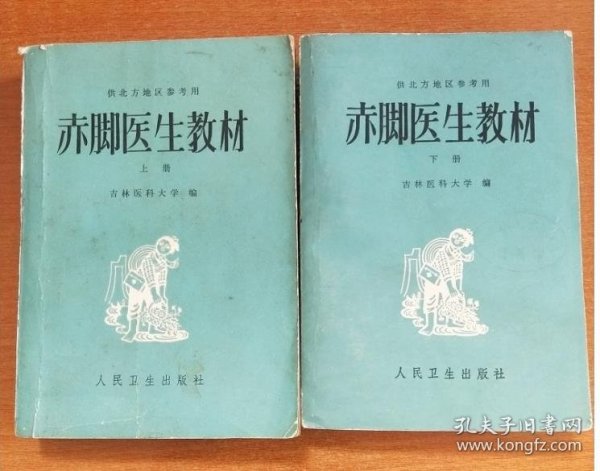 供北方地区参考用
赤脚医生教材
上册
吉林医科大学 编
人民卫生出版社
供北方地区参考用
赤脚医生教材
下册
吉林医科大学 编
人民卫生出版社
孔夫子旧书网
www.kongfz.com